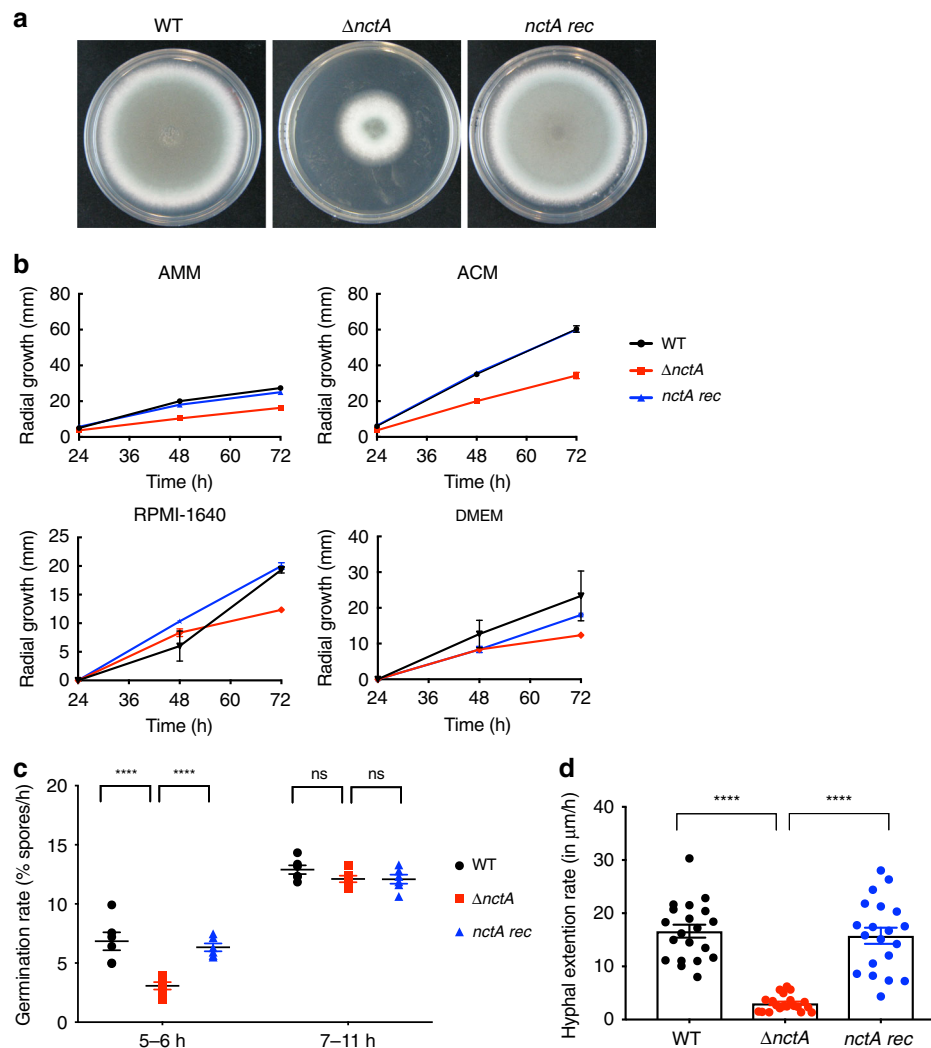 a
WT
ΔnctA
nctA rec
b
AMM
Radial growth (mm)
80
60
40
20
0
24 36 48 60 72
Time (h)
ACM
Radial growth (mm)
80
60
40
20
0
24 36 48 60 72
Time (h)
WT
ΔnctA
nctA rec
RPMI-1640
Radial growth (mm)
25
20
15
10
5
0
24 36 48 60 72
Time (h)
DMEM
Radial growth (mm)
40
30
20
10
0
24 36 48 60 72
Time (h)
c
Germination rate (% spores/h)
20
15
10
5
0
**** ****
ns ns
5–6 h 7–11 h
WT
ΔnctA
nctA rec
d
Hyphal extention rate (in μm/h)
40
30
20
10
0
**** ****
WT ΔnctA nctA rec